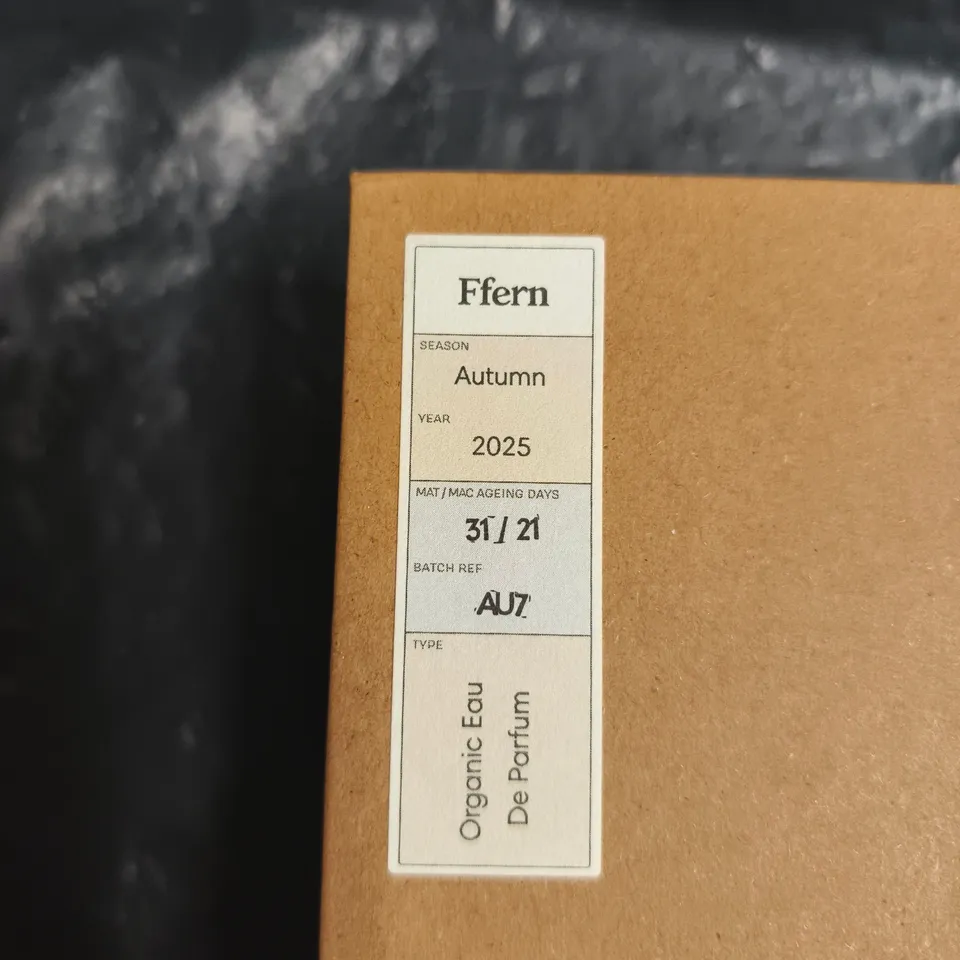 Ffern
SEASON
Autumn
YEAR
2025
MAT / MAC AGEING DAYS
31 / 21
BATCH REF
AU7
TYPE
Organic Eau
De Parfum